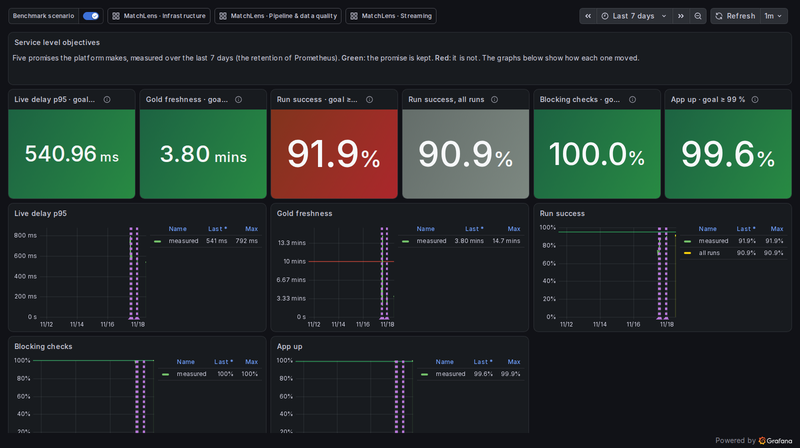 Benchmark scenario
MatchLens · Infrastructure
MatchLens · Pipeline & data quality
MatchLens · Streaming
Last 7 days
Refresh
1m
Service level objectives
Five promises the platform makes, measured over the last 7 days (the retention of Prometheus). Green: the promise is kept. Red: it is not. The graphs below show how each one moved.
Live delay p95 · goal...
Gold freshness · goa...
Run success · goal ≥...
Run success, all runs
Blocking checks · go...
App up · goal ≥ 99 %
540.96 ms
3.80 mins
91.9%
90.9%
100.0%
99.6%
Live delay p95
800 ms
600 ms
400 ms
200 ms
0 s
11/12 11/14 11/16 11/18
Name Last * Max
measured 541 ms 792 ms
Gold freshness
13.3 mins
10 mins
6.67 mins
3.33 mins
0 s
11/12 11/14 11/16 11/18
Name Last * Max
measured 3.80 mins 14.7 mins
Run success
100%
80%
60%
40%
20%
0%
11/12 11/14 11/16 11/18
Name Last * Max
measured 91.9% 91.9%
all runs 90.9% 90.9%
Blocking checks
100%
80%
60%
40%
20%
Name Last * Max
measured 100% 100%
App up
100%
80%
60%
40%
20%
Name Last * Max
measured 99.6% 99.9%
Powered by Grafana